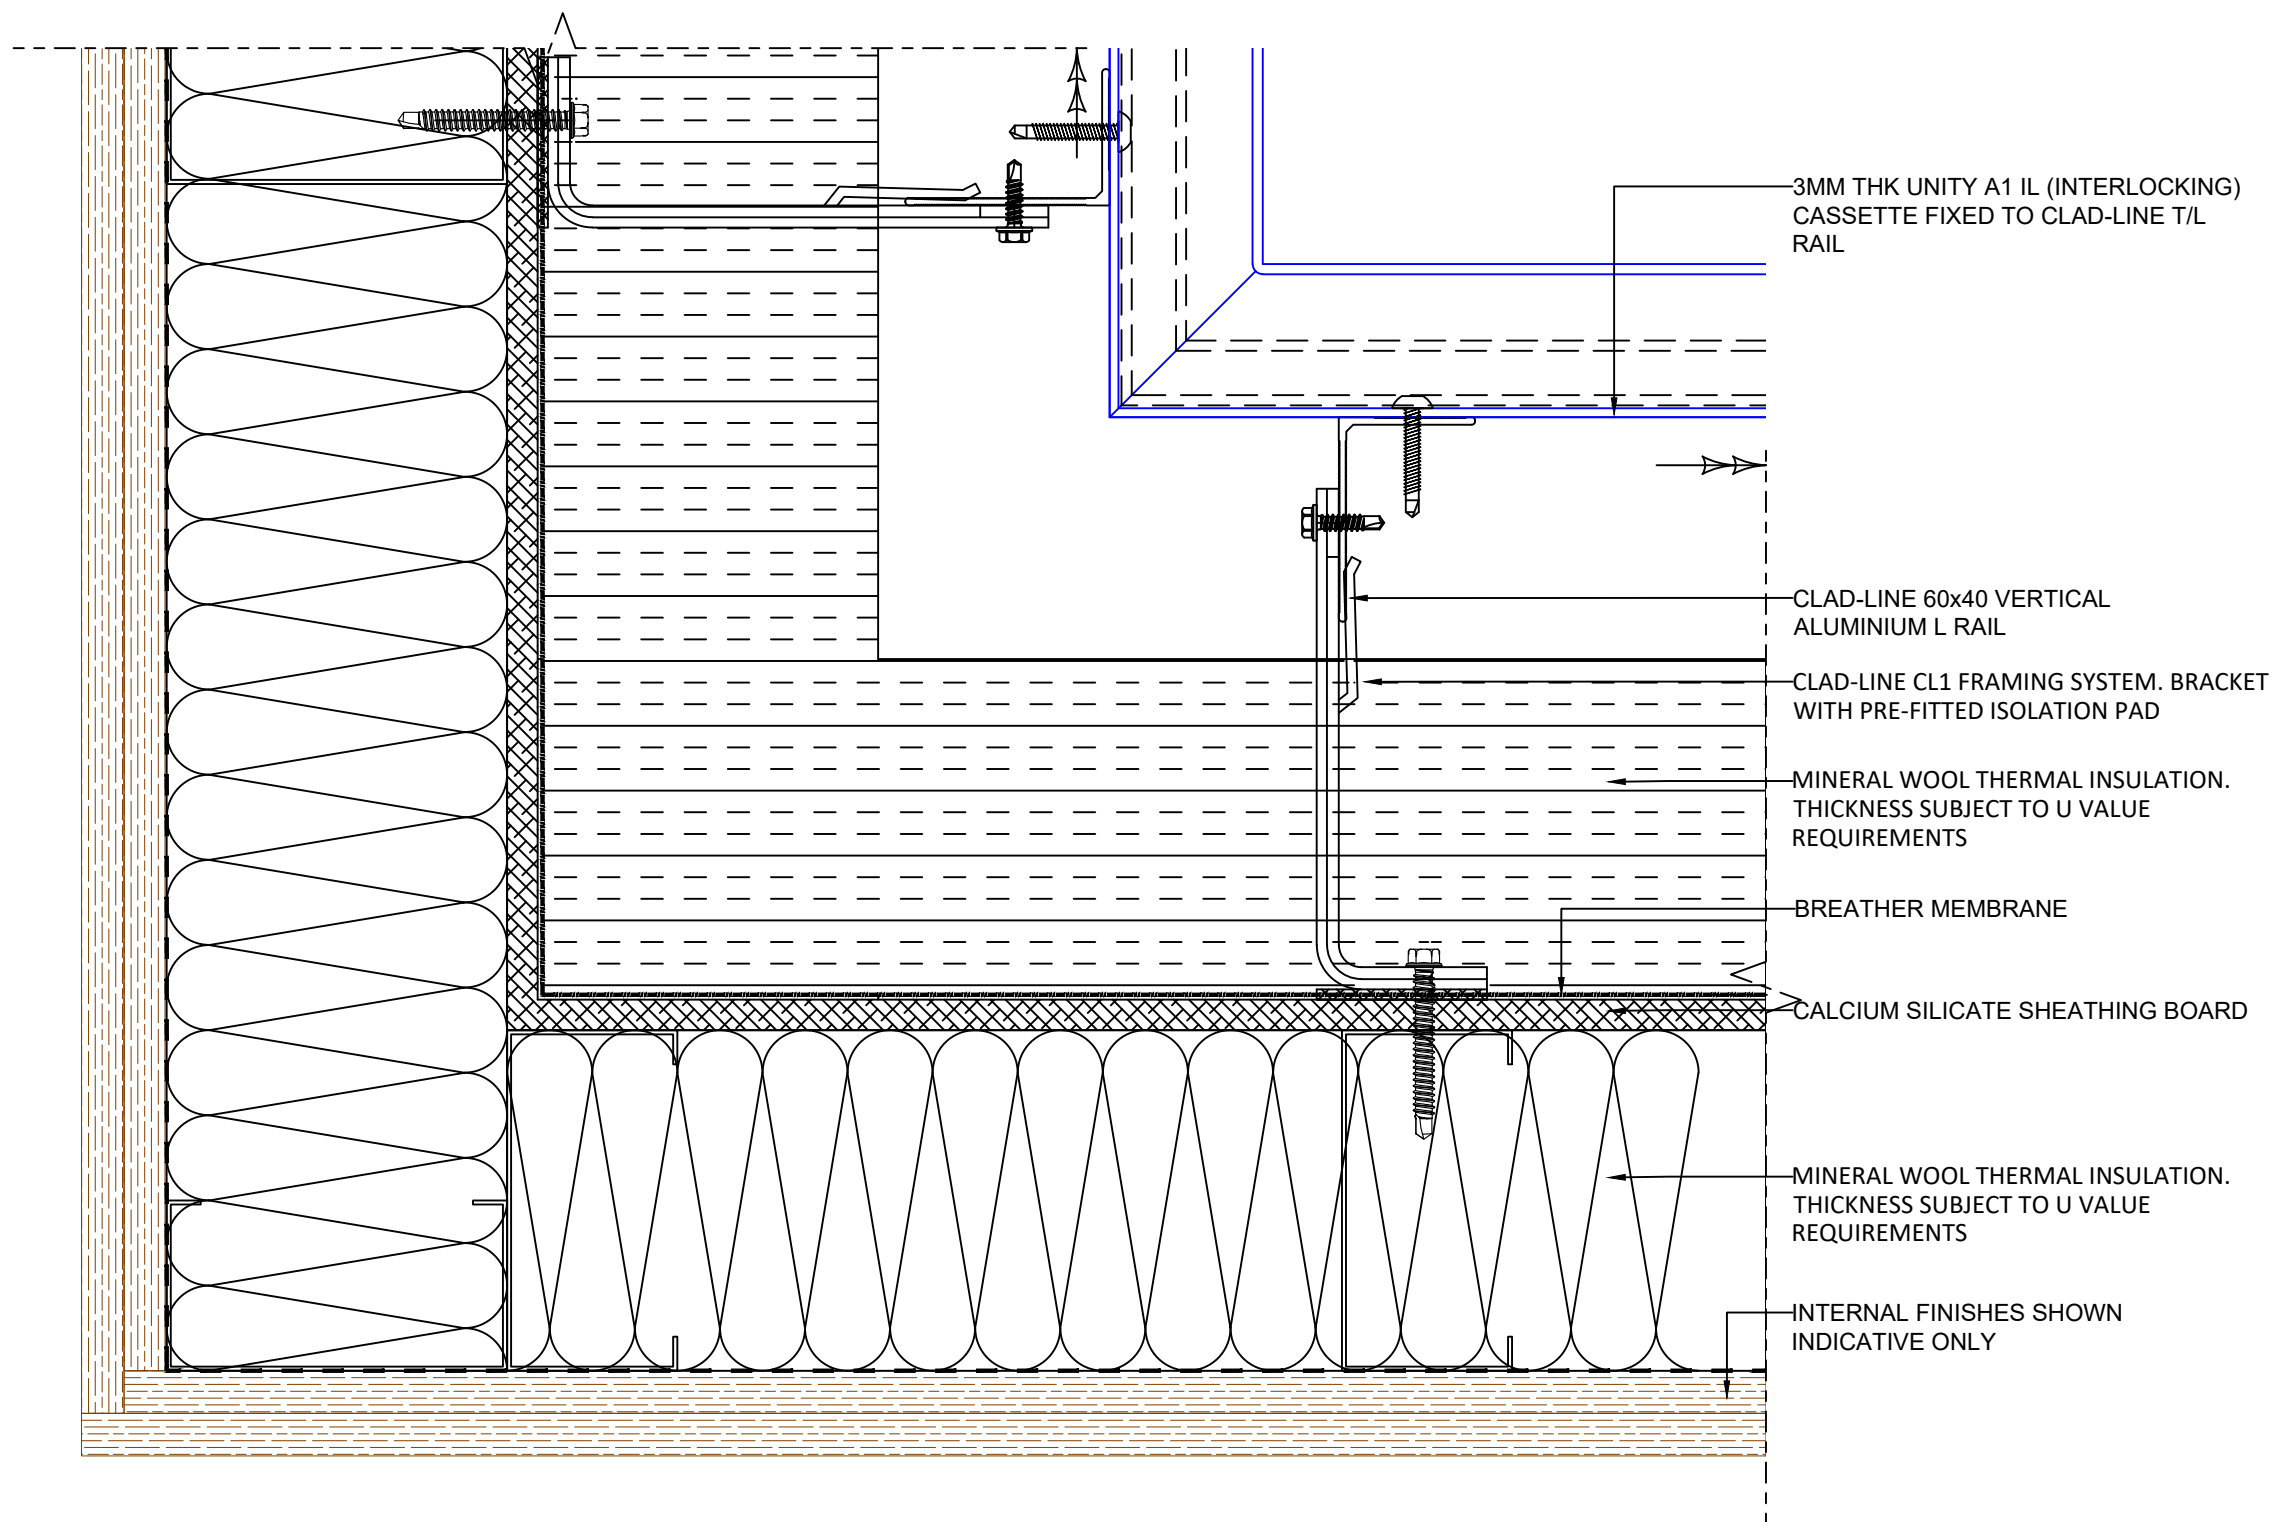 3MM THK UNITY A1 IL (INTERLOCKING)
CASSETTE FIXED TO CLAD-LINE T/L
RAIL
CLAD-LINE 60x40 VERTICAL
ALUMINIUM L RAIL
CLAD-LINE CL1 FRAMING SYSTEM. BRACKET
WITH PRE-FITTED ISOLATION PAD
MINERAL WOOL THERMAL INSULATION.
THICKNESS SUBJECT TO U VALUE
REQUIREMENTS
BREATHER MEMBRANE
CALCIUM SILICATE SHEATHING BOARD
MINERAL WOOL THERMAL INSULATION.
THICKNESS SUBJECT TO U VALUE
REQUIREMENTS
INTERNAL FINISHES SHOWN
INDICATIVE ONLY